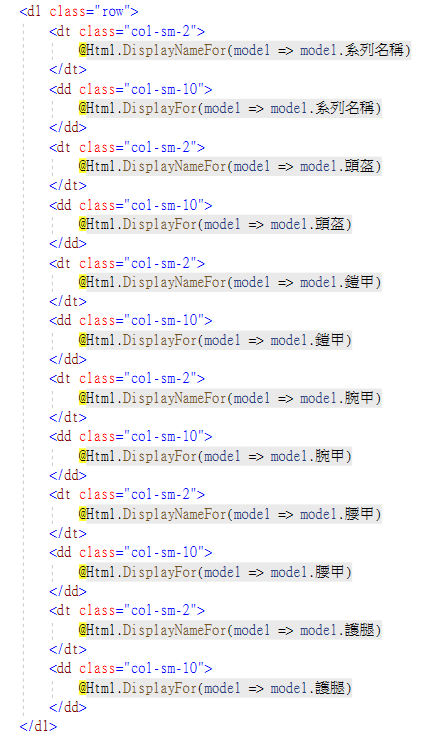 <dl class="row">
<dt class="col-sm-2">
@Html.DisplayNameFor(model => model.系列名稱)
</dt>
<dd class="col-sm-10">
@Html.DisplayFor(model => model.系列名稱)
</dd>
<dt class="col-sm-2">
@Html.DisplayNameFor(model => model.頭盔)
</dt>
<dd class="col-sm-10">
@Html.DisplayFor(model => model.頭盔)
</dd>
<dt class="col-sm-2">
@Html.DisplayNameFor(model => model.鎧甲)
</dt>
<dd class="col-sm-10">
@Html.DisplayFor(model => model.鎧甲)
</dd>
<dt class="col-sm-2">
@Html.DisplayNameFor(model => model.腕甲)
</dt>
<dd class="col-sm-10">
@Html.DisplayFor(model => model.腕甲)
</dd>
<dt class="col-sm-2">
@Html.DisplayNameFor(model => model.腰甲)
</dt>
<dd class="col-sm-10">
@Html.DisplayFor(model => model.腰甲)
</dd>
<dt class="col-sm-2">
@Html.DisplayNameFor(model => model.護腿)
</dt>
<dd class="col-sm-10">
@Html.DisplayFor(model => model.護腿)
</dd>
</dl>